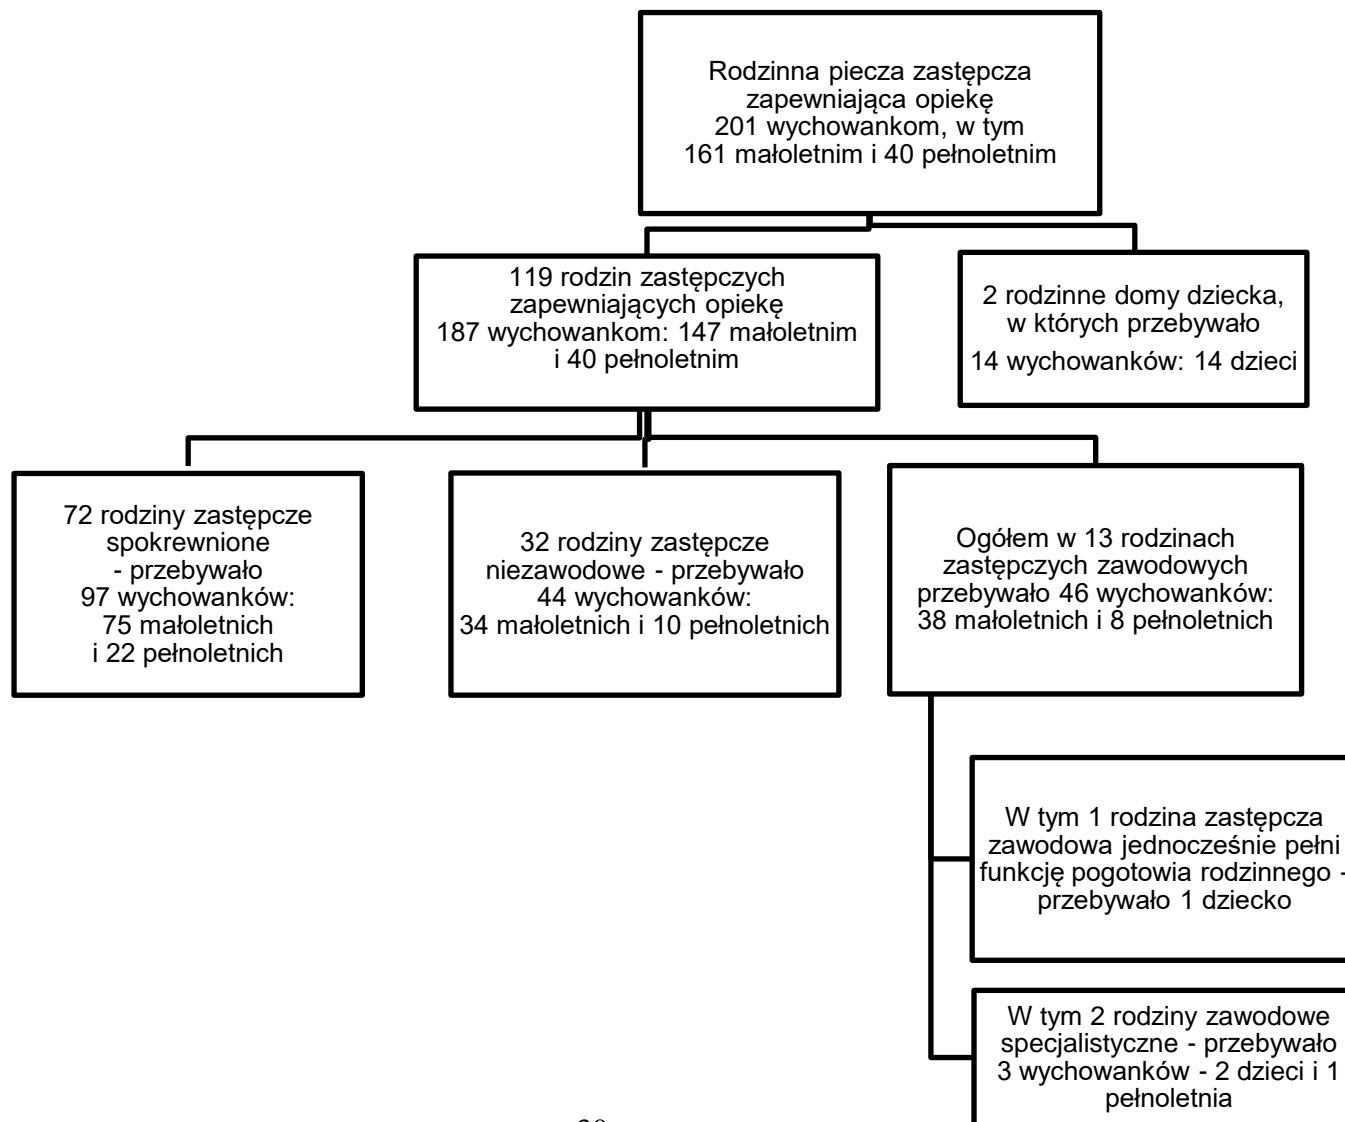 Rodzinna piecza zastępcza
zapewniająca opiekę
201 wychowankom, w tym
161 małoletnim i 40 pełnoletnim
119 rodzin zastępczych
zapewniających opiekę
187 wychowankom: 147 małoletnim
i 40 pełnoletnim
2 rodzinne domy dziecka,
w których przebywało
14 wychowanków: 14 dzieci
72 rodziny zastępcze
spokrewnione
- przebywało
97 wychowanków:
75 małoletnich
i 22 pełnoletnich
32 rodziny zastępcze
niezawodowe - przebywało
44 wychowanków:
34 małoletnich i 10 pełnoletnich
Ogółem w 13 rodzinach
zastępczych zawodowych
przebywało 46 wychowanków:
38 małoletnich i 8 pełnoletnich
W tym 1 rodzina zastępcza
zawodowa jednocześnie pełni
funkcję pogotowia rodzinnego -
przebywało 1 dziecko
W tym 2 rodziny zawodowe
specjalistyczne - przebywało
3 wychowanków - 2 dzieci i 1
pełnoletnia